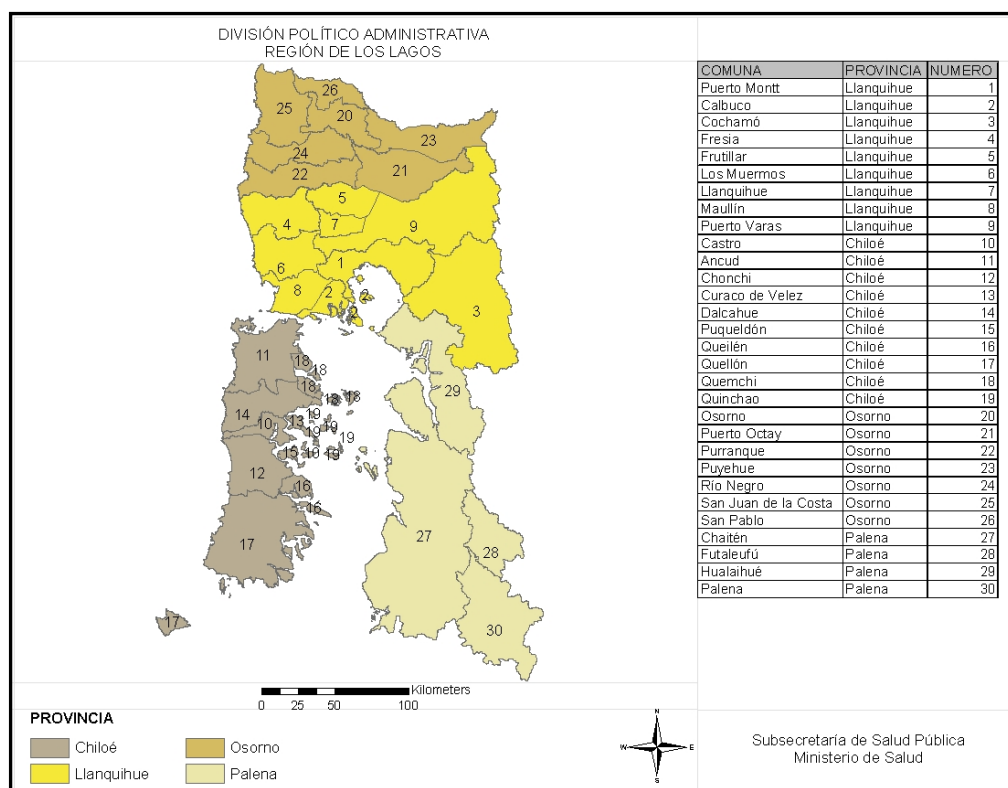 DIVISIÓN POLÍTICO ADMINISTRATIVA
REGIÓN DE LOS LAGOS
26
25
20
23
24
21
22
5
4
7
9
1
6
8
2
2
2
3
11
18
18
18
18
18
29
14
19
10
13
19
19
19
15
19
19
12
16
16
17
27
28
17
30
Kilometers
0 25 50 100
COMUNA PROVINCIA NUMERO
Puerto Montt Llanquihue 1
Calbuco Llanquihue 2
Cochamó Llanquihue 3
Fresia Llanquihue 4
Frutillar Llanquihue 5
Los Muermos Llanquihue 6
Llanquihue Llanquihue 7
Maullín Llanquihue 8
Puerto Varas Llanquihue 9
Castro Chiloé 10
Ancud Chiloé 11
Chonchi Chiloé 12
Curaco de Velez Chiloé 13
Dalcahue Chiloé 14
Puqueldón Chiloé 15
Queilén Chiloé 16
Quellón Chiloé 17
Quemchi Chiloé 18
Quinchao Chiloé 19
Osorno Osorno 20
Puerto Octay Osorno 21
Purranque Osorno 22
Puyehue Osorno 23
Río Negro Osorno 24
San Juan de la Costa Osorno 25
San Pablo Osorno 26
Chaitén Palena 27
Futaleufú Palena 28
Hualaihué Palena 29
Palena Palena 30
PROVINCIA
Chiloé
Osorno
Llanquihue
Palena
N
W E
S
Subsecretaría de Salud Pública
Ministerio de Salud